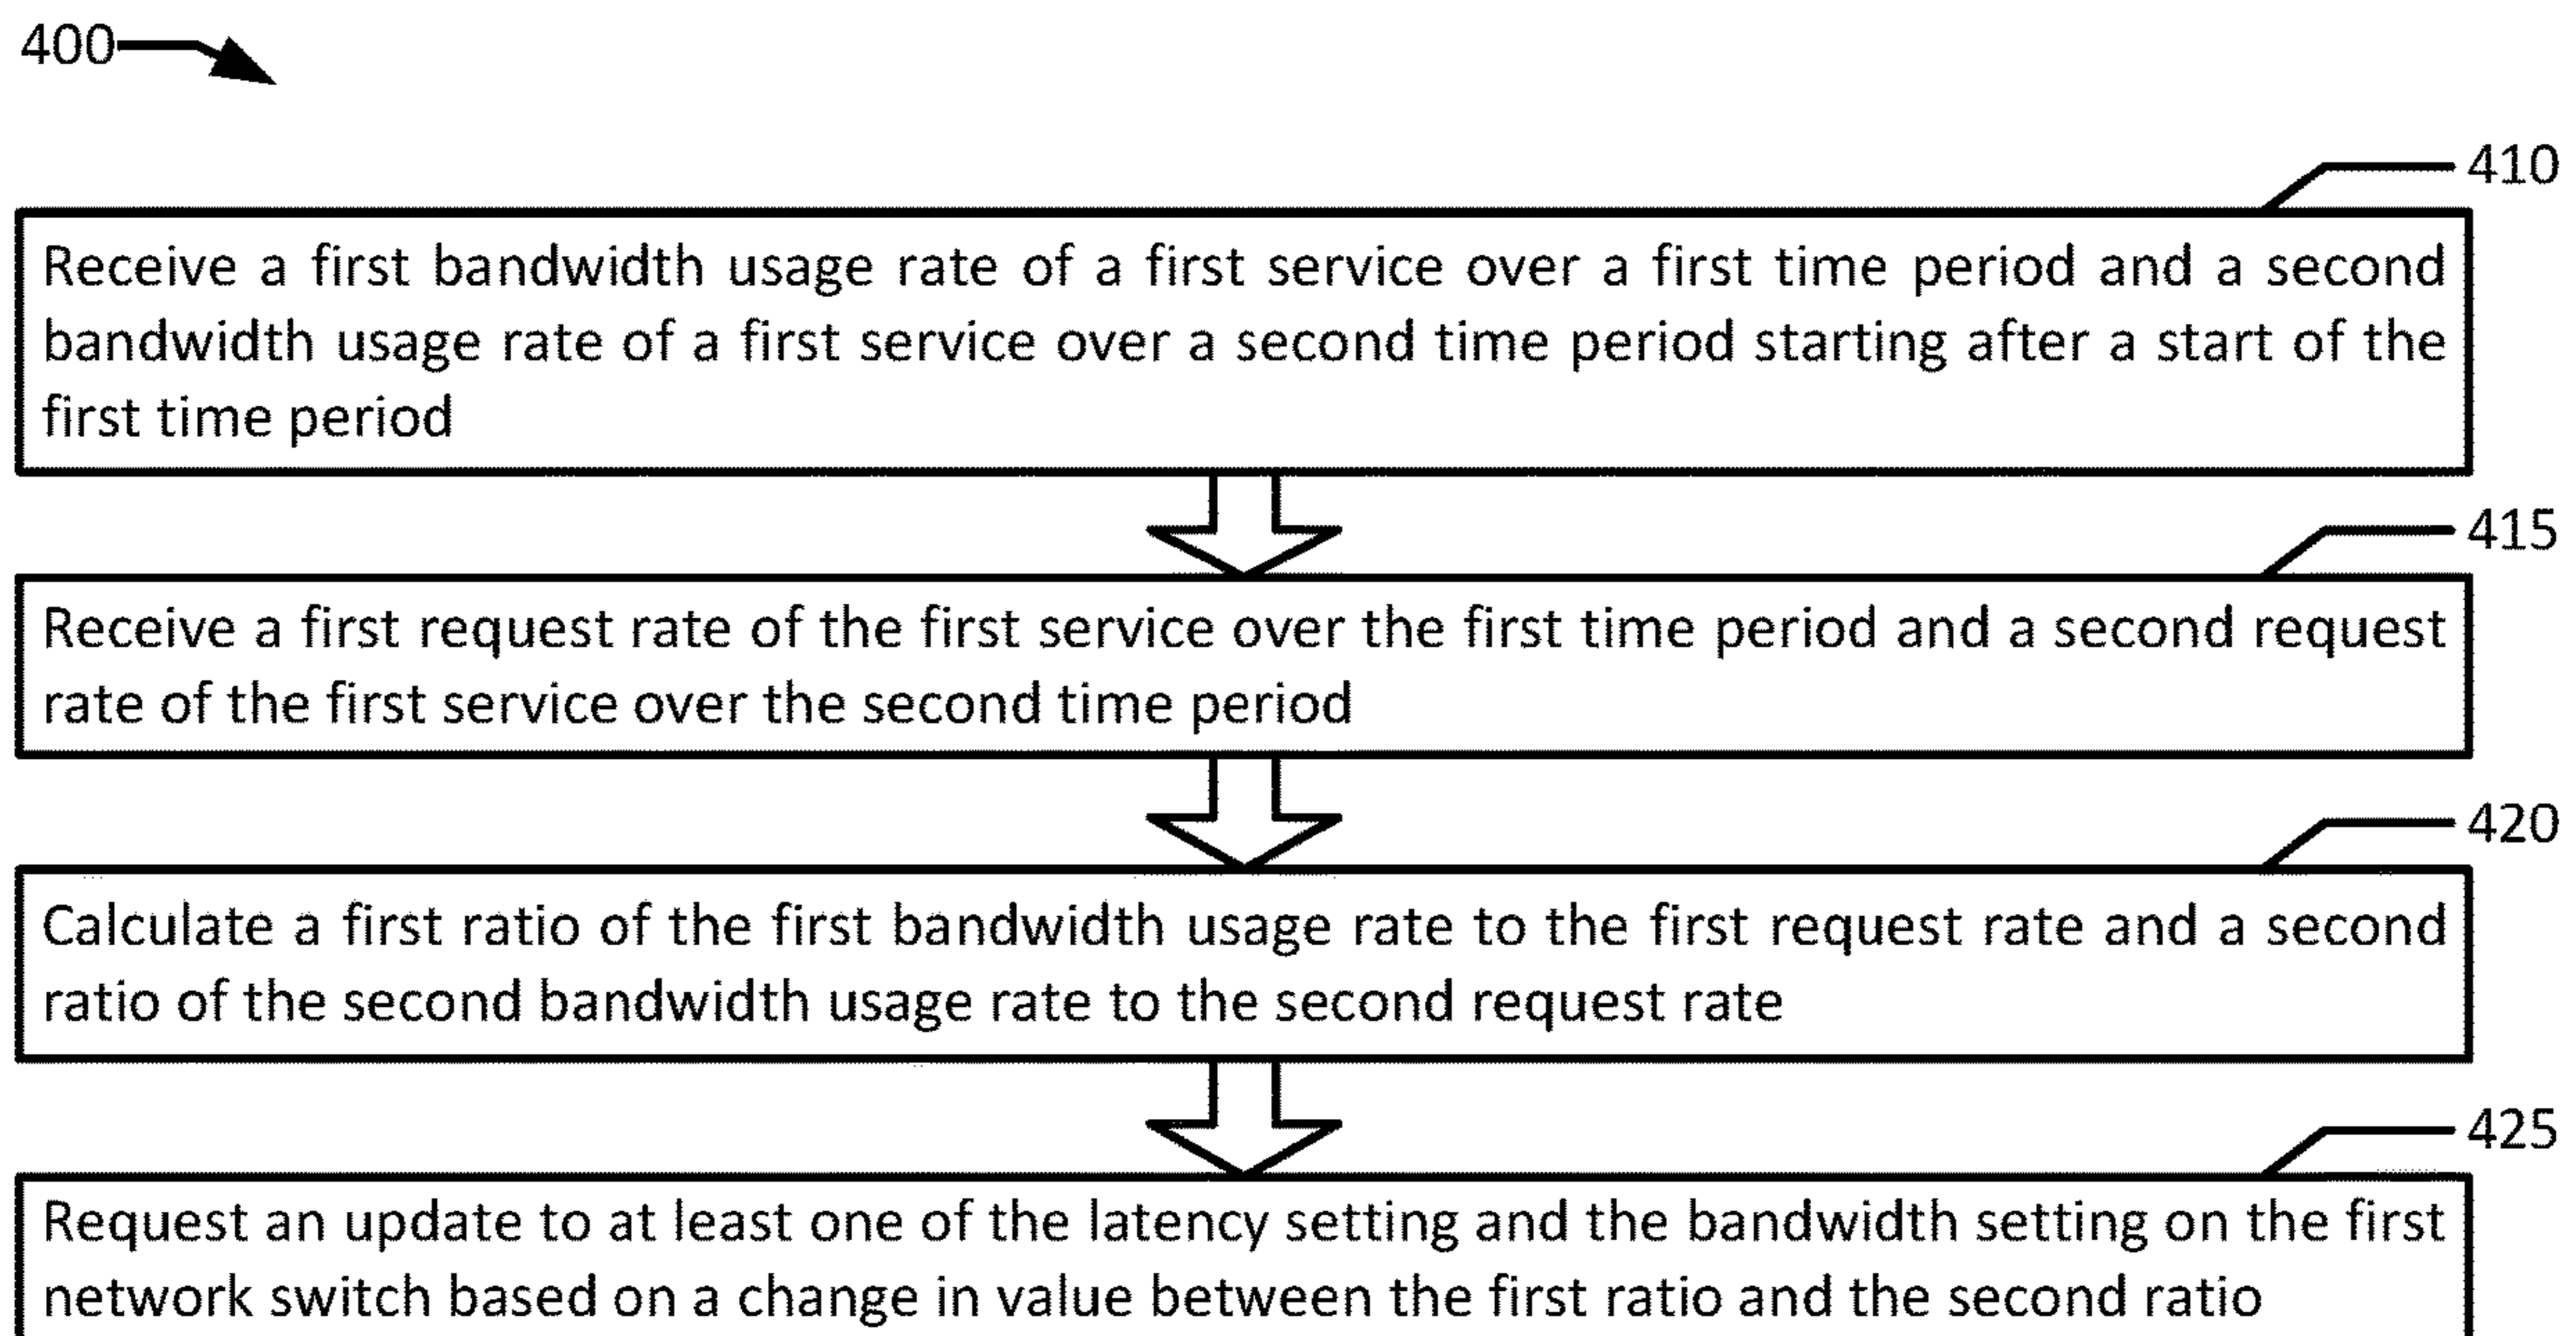 400
410
Receive a first bandwidth usage rate of a first service over a first time period and a second
bandwidth usage rate of a first service over a second time period starting after a start of the
first time period
415
Receive a first request rate of the first service over the first time period and a second request
rate of the first service over the second time period
420
Calculate a first ratio of the first bandwidth usage rate to the first request rate and a second
ratio of the second bandwidth usage rate to the second request rate
425
Request an update to at least one of the latency setting and the bandwidth setting on the first
network switch based on a change in value between the first ratio and the second ratio